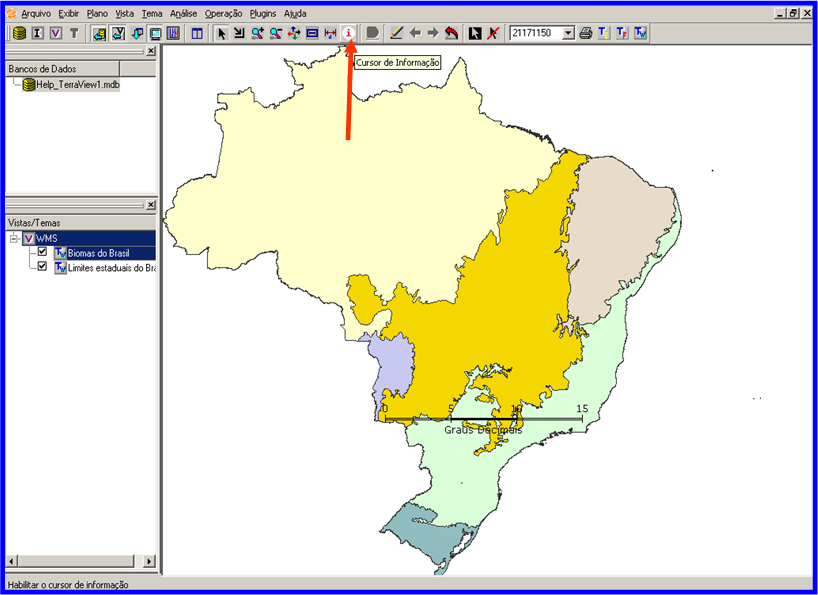 Arquivo Exibir Plano Vista Tema Análise Operação Plugins Ajuda
I V T i 21171150
Cursor de Informação
Bancos de Dados
Help_TerraView1.mdb
Vistas/Temas
WMS
Biomas do Brasil
Limites estaduais do Bra
0 5 10 15
Graus Decimais
Habilitar o cursor de informação